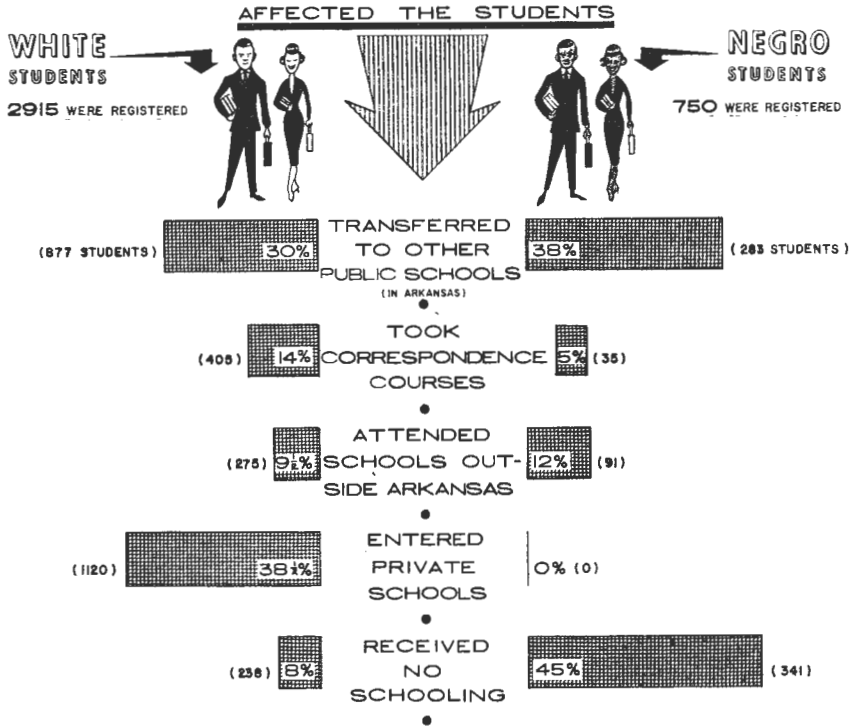 AFFECTED THE STUDENTS
WHITE
STUDENTS
2915 WERE REGISTERED
NEGRO
STUDENTS
750 WERE REGISTERED
TRANSFERRED
TO OTHER
PUBLIC SCHOOLS
(IN ARKANSAS)
(877 STUDENTS)
30%
38%
(283 STUDENTS)
TOOK
CORRESPONDENCE
COURSES
(405)
14%
5%
(35)
ATTENDED
SCHOOLS OUT-
SIDE ARKANSAS
(275)
9½%
12%
(91)
ENTERED
PRIVATE
SCHOOLS
(1120)
38½%
0% (0)
RECEIVED
NO
SCHOOLING
(238)
8%
45%
(341)